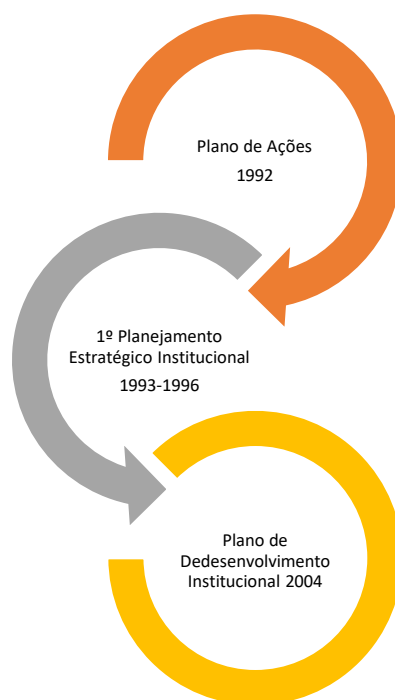 Plano de Ações
1992
1º Planejamento
Estratégico Institucional
1993-1996
Plano de
Dedesenvolvimento
Institucional 2004